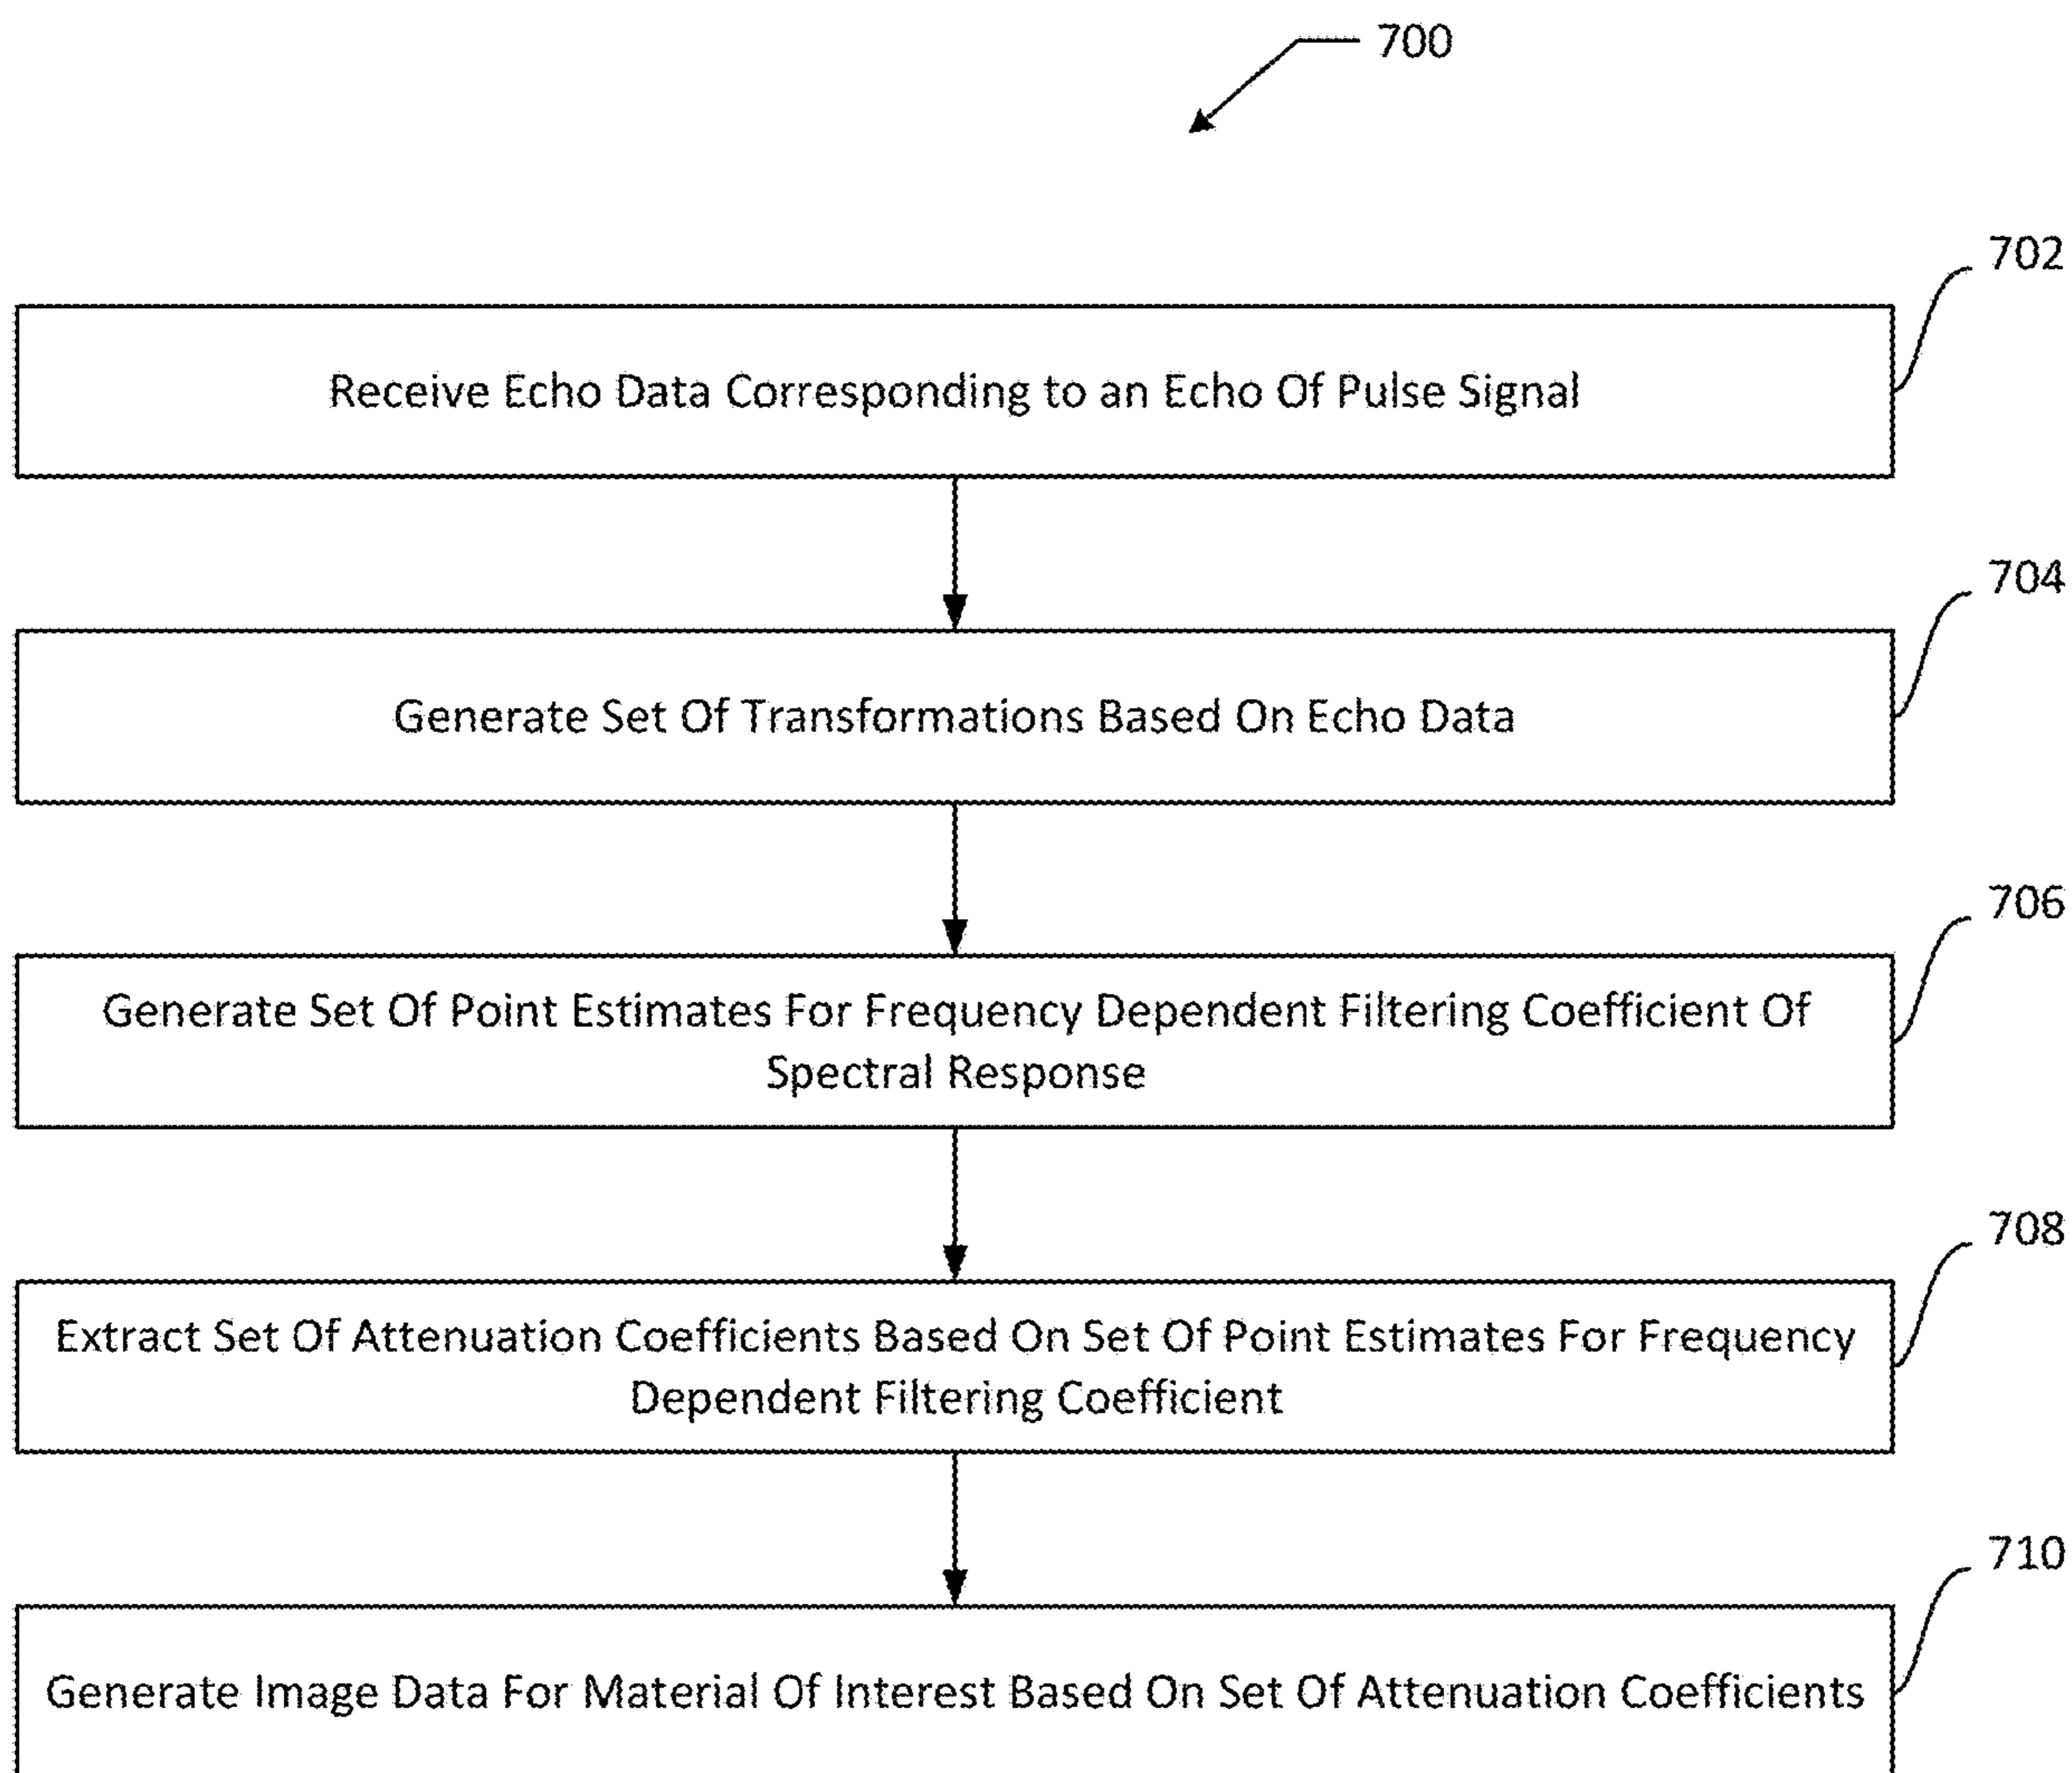 700
702
Receive Echo Data Corresponding to an Echo Of Pulse Signal
704
Generate Set Of Transformations Based On Echo Data
706
Generate Set Of Point Estimates For Frequency Dependent Filtering Coefficient Of
Spectral Response
708
Extract Set Of Attenuation Coefficients Based On Set Of Point Estimates For Frequency
Dependent Filtering Coefficient
710
Generate Image Data For Material Of Interest Based On Set Of Attenuation Coefficients